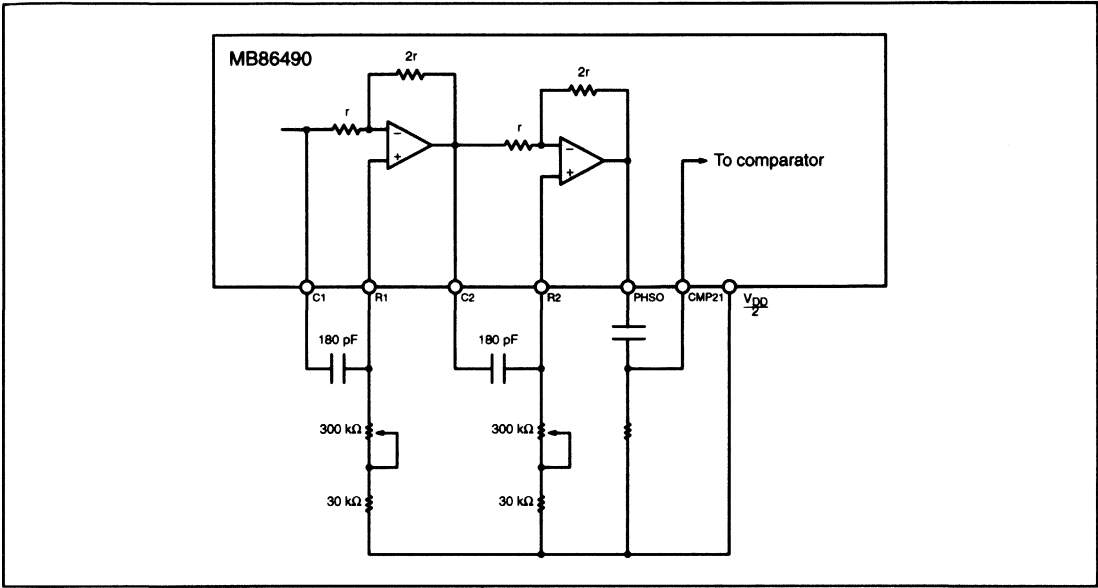 MB86490
2r
2r
r
r
−
+
−
+
To comparator
C1
R1
C2
R2
PHSO
CMP21
VDD
2
180 pF
180 pF
300 kΩ
300 kΩ
30 kΩ
30 kΩ